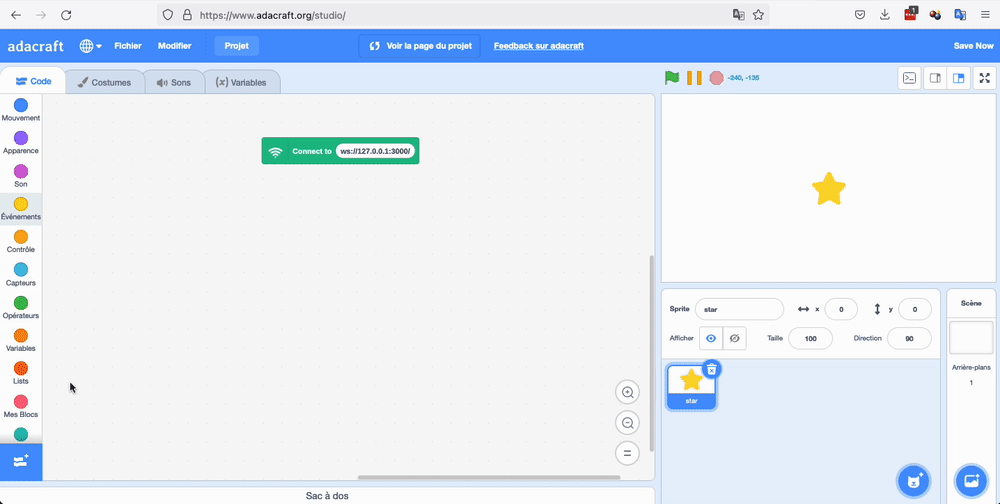 https://www.adacraft.org/studio/
1
adacraft
Fichier
Modifier
Projet
Voir la page du projet
Feedback sur adacraft
Save Now
Code
Costumes
Sons
(x) Variables
-240, -135
Mouvement
Apparence
Son
Événements
Contrôle
Capteurs
Opérateurs
Variables
Lists
Mes Blocs
Connect to ws://127.0.0.1:3000/
Sprite
star
x
0
y
0
Afficher
Taille
100
Direction
90
star
Scène
Arrière-plans
1
Sac à dos